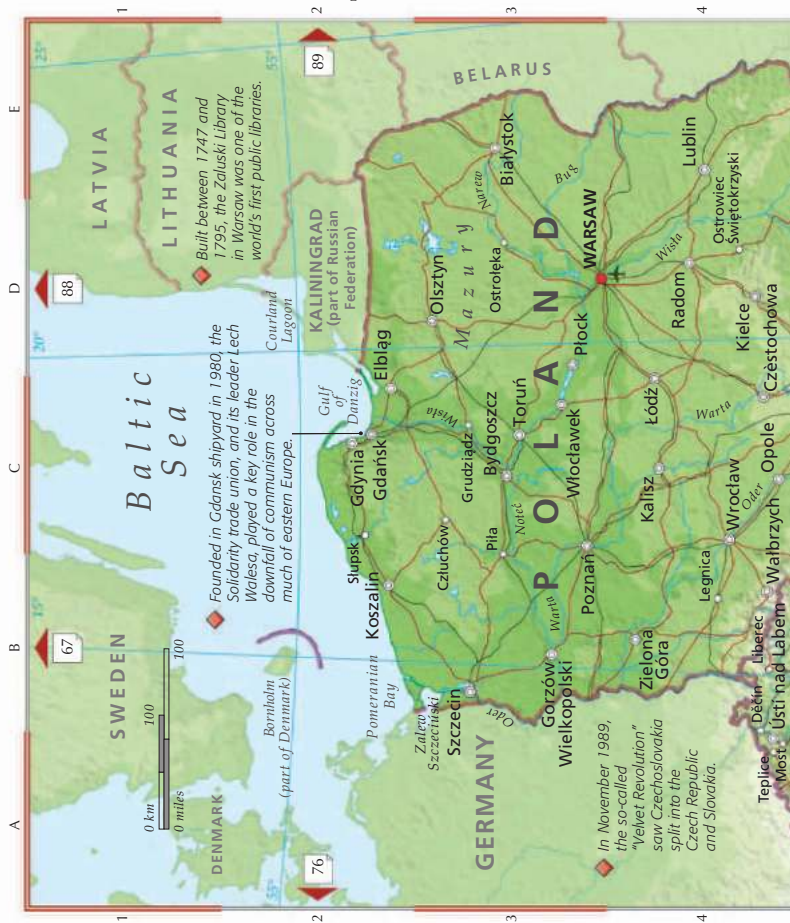 A
B
C
D
E
67
88
1
1
SWEDEN
LATVIA
LITHUANIA
15°
20°
25°
0 km
100
0 miles
100
Baltic
Sea
Founded in Gdansk shipyard in 1980, the
Solidarity trade union, and its leader Lech
Walesa, played a key role in the
downfall of communism across
much of eastern Europe.
Built between 1747 and
1795, the Zaluski Library
in Warsaw was one of the
world's first public libraries.
DENMARK
Bornholm
(part of Denmark)
Courland
Lagoon
2
2
76
89
55°
55°
KALININGRAD
(part of Russian
Federation)
Gulf
of
Danzig
Pomeranian
Bay
Słupsk
Gdynia
Gdańsk
Elbląg
Koszalin
Zalew
Szczeciński
Człuchów
Wisła
Olsztyn
Mazury
BELARUS
Szczecin
Grudziądz
GERMANY
Oder
Piła
Bydgoszcz
Toruń
Ostrołęka
Narew
Białystok
3
3
Noteć
Warta
Gorzów
Wielkopolski
POLAND
Włocławek
Płock
Bug
Poznań
WARSAW
In November 1989,
the so-called
"Velvet Revolution"
saw Czechoslovakia
split into the
Czech Republic
and Slovakia.
Zielona
Góra
Kalisz
Łódź
Wisła
4
4
Radom
Lublin
Legnica
Wrocław
Warta
Oder
Ostrowiec
Świętokrzyski
Kielce
Częstochowa
Opole
Wałbrzych
Liberec
Děčín
Ústí nad Labem
Teplice
Most